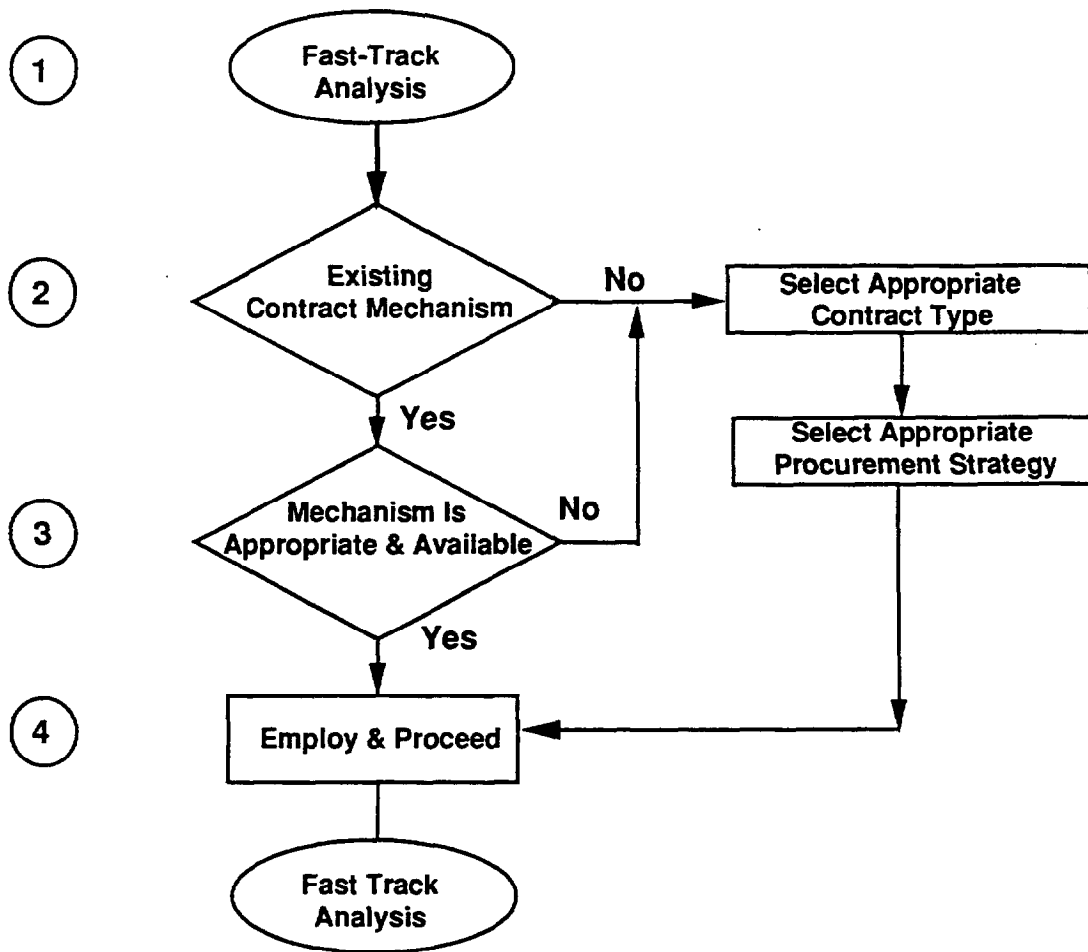 1
Fast-Track
Analysis
2
Existing
Contract Mechanism
No
Select Appropriate
Contract Type
Yes
Select Appropriate
Procurement Strategy
3
Mechanism Is
Appropriate & Available
No
Yes
4
Employ & Proceed
Fast Track
Analysis